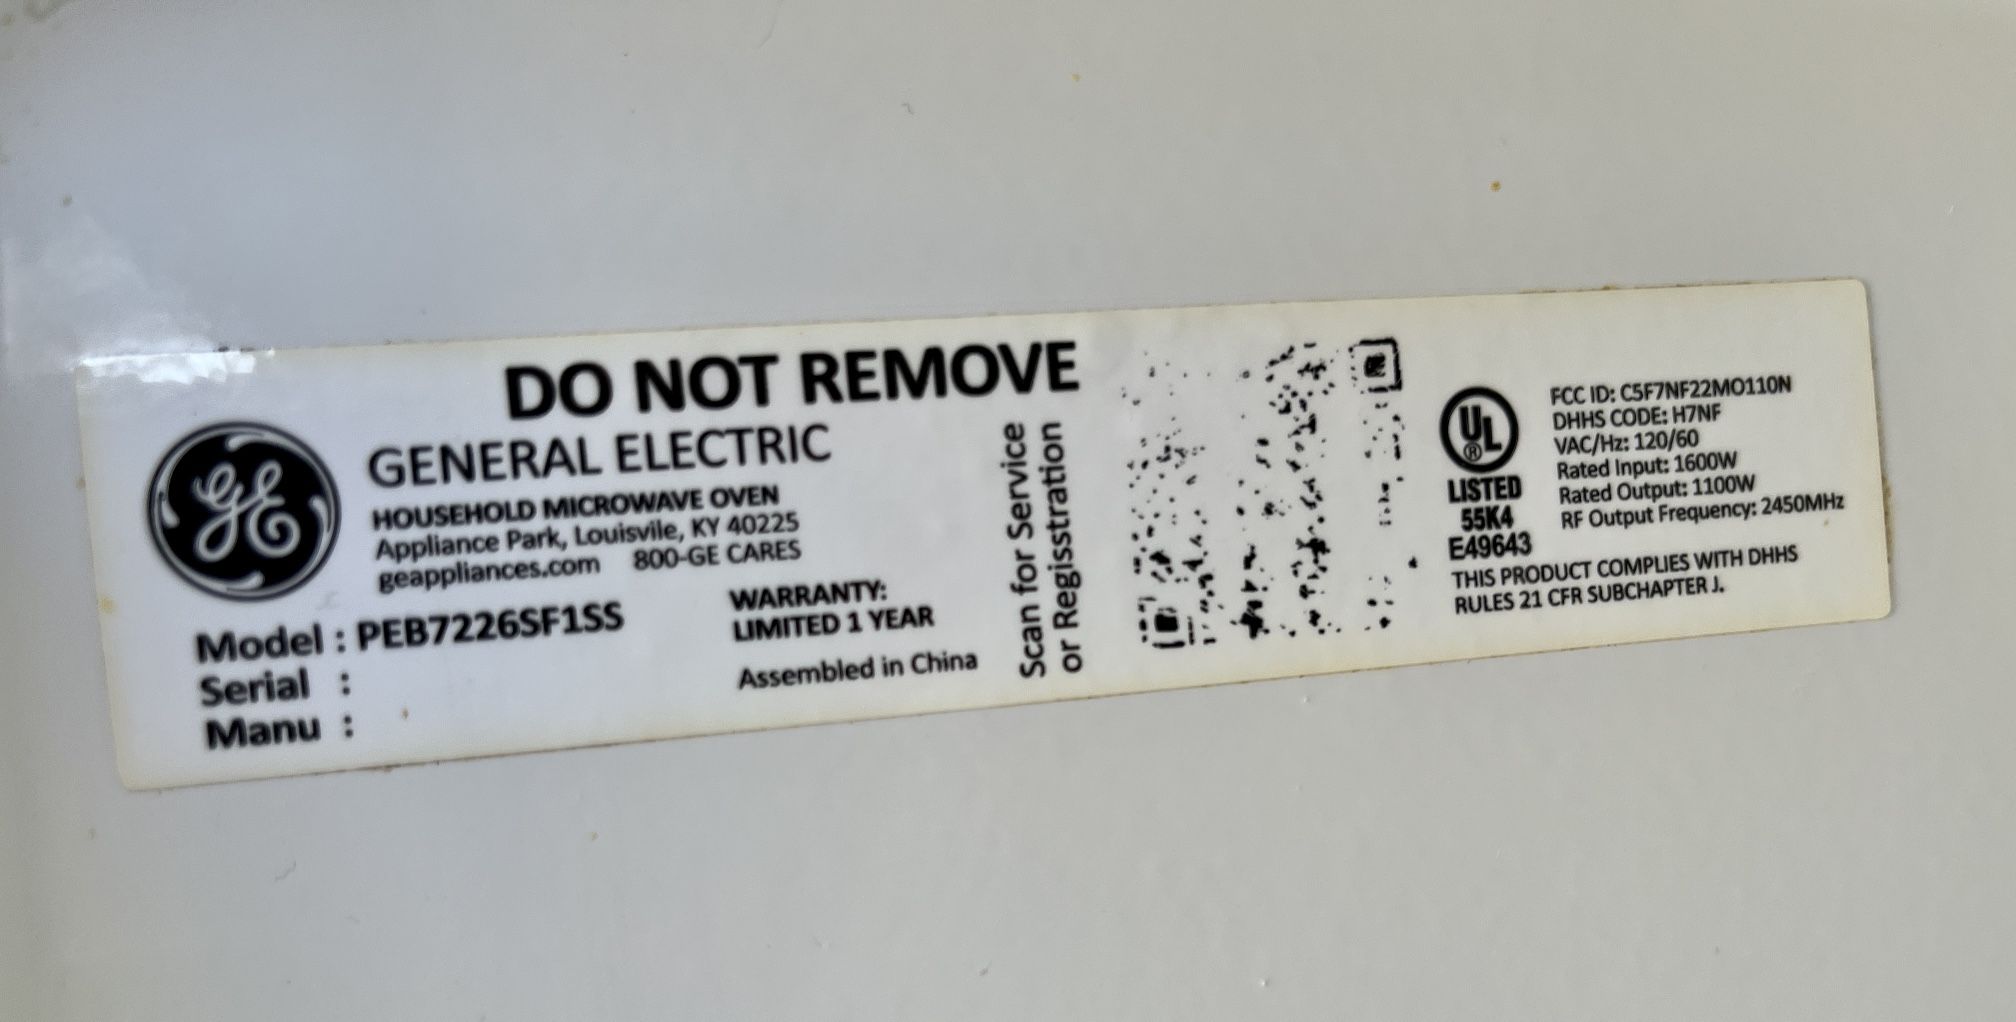 DO NOT REMOVE
GE
GENERAL ELECTRIC
HOUSEHOLD MICROWAVE OVEN
Appliance Park, Louisvile, KY 40225
geappliances.com 800-GE CARES
Model : PEB7226SF1SS
Serial :
Manu :
WARRANTY:
LIMITED 1 YEAR
Assembled in China
Scan for Service
or Regisstration
UL
®
LISTED
55K4
E49643
FCC ID: C5F7NF22MO110N
DHHS CODE: H7NF
VAC/Hz: 120/60
Rated Input: 1600W
Rated Output: 1100W
RF Output Frequency: 2450MHz
THIS PRODUCT COMPLIES WITH DHHS
RULES 21 CFR SUBCHAPTER J.